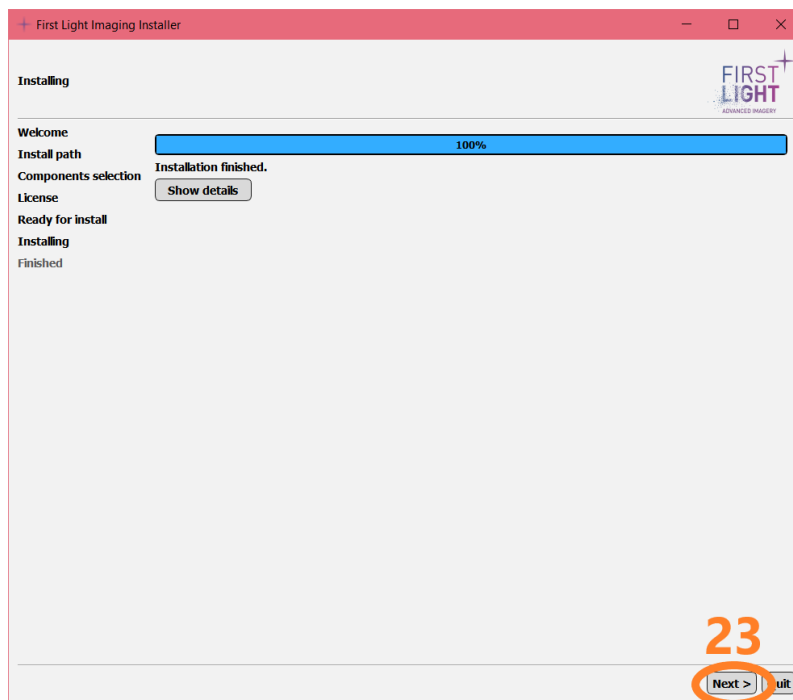 First Light Imaging Installer
Installing
FIRST
LIGHT
ADVANCED IMAGERY
Welcome
Install path
Components selection
License
Ready for install
Installing
Finished
100%
Installation finished.
Show details
23
Next >
uit